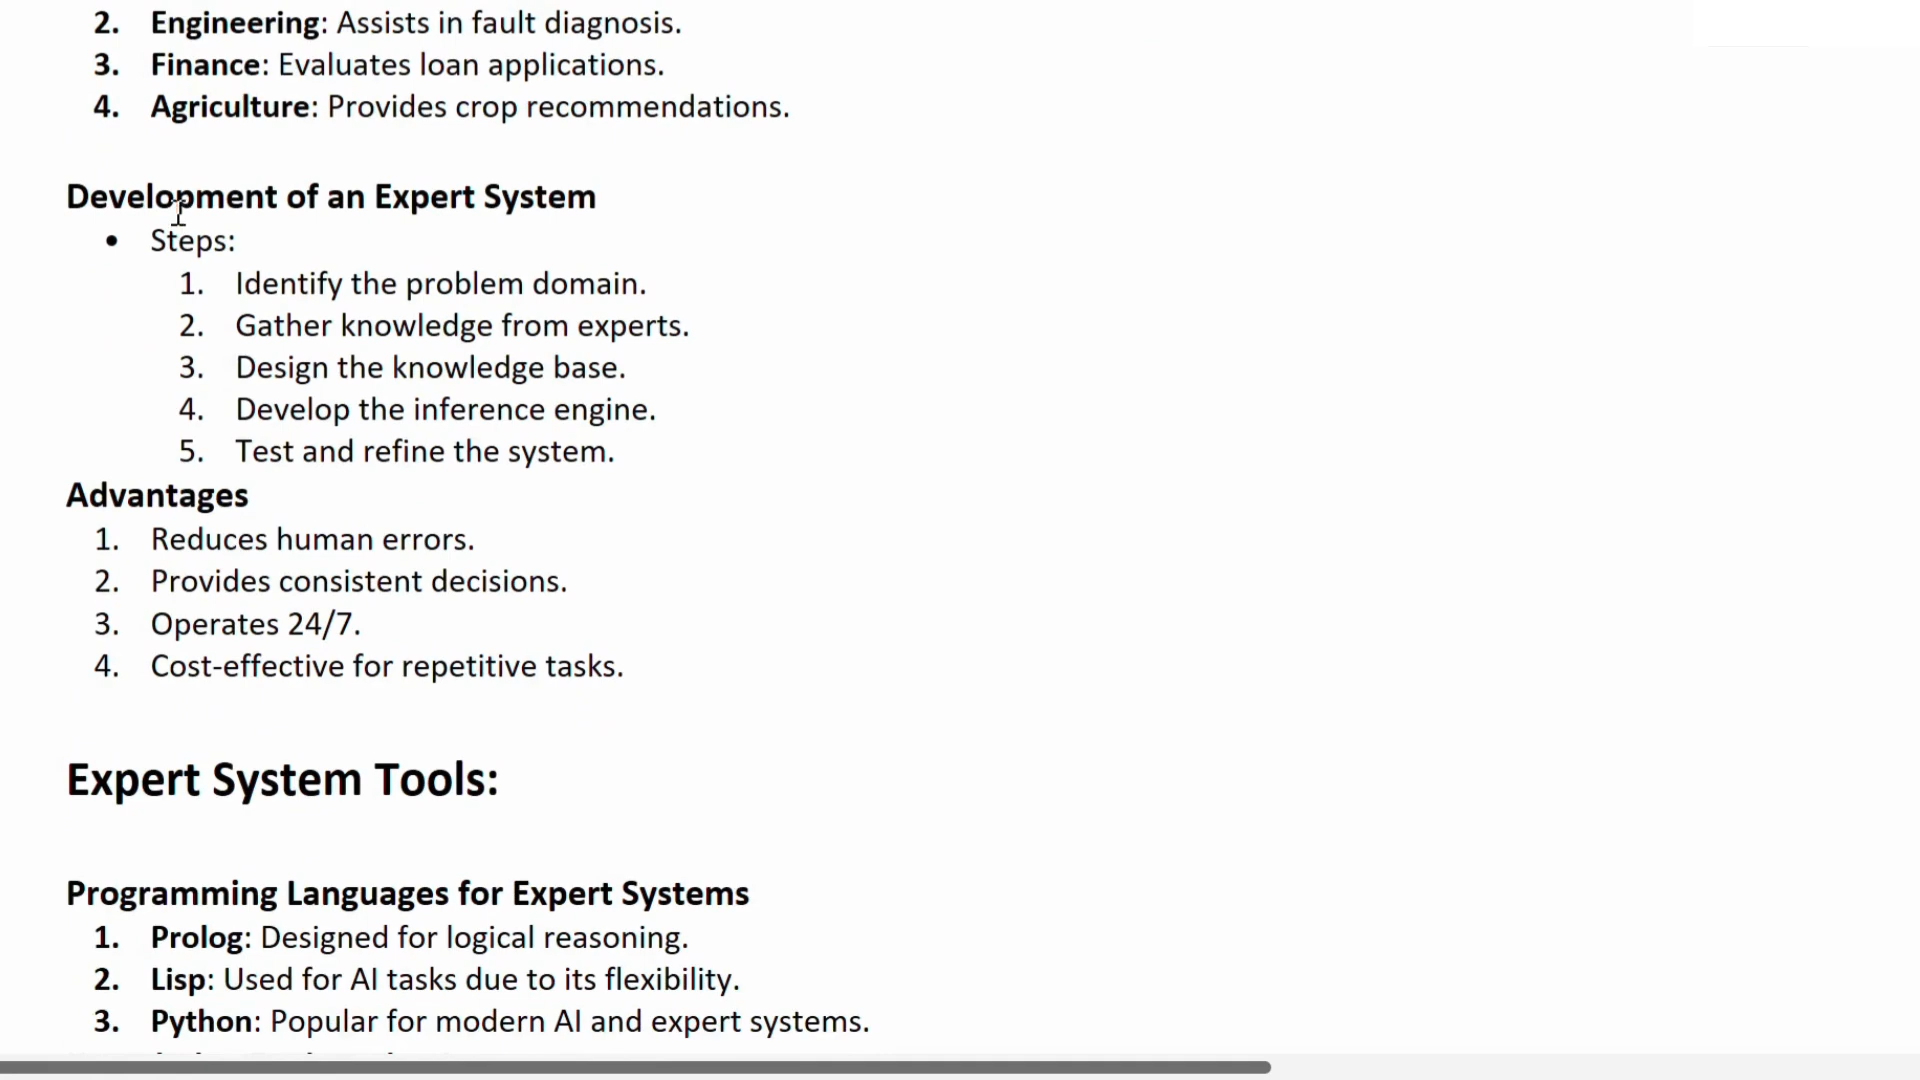 2. Engineering: Assists in fault diagnosis.
3. Finance: Evaluates loan applications.
4. Agriculture: Provides crop recommendations.
Development of an Expert System
• Steps:
1. Identify the problem domain.
2. Gather knowledge from experts.
3. Design the knowledge base.
4. Develop the inference engine.
5. Test and refine the system.
Advantages
1. Reduces human errors.
2. Provides consistent decisions.
3. Operates 24/7.
4. Cost-effective for repetitive tasks.
Expert System Tools:
Programming Languages for Expert Systems
1. Prolog: Designed for logical reasoning.
2. Lisp: Used for AI tasks due to its flexibility.
3. Python: Popular for modern AI and expert systems.